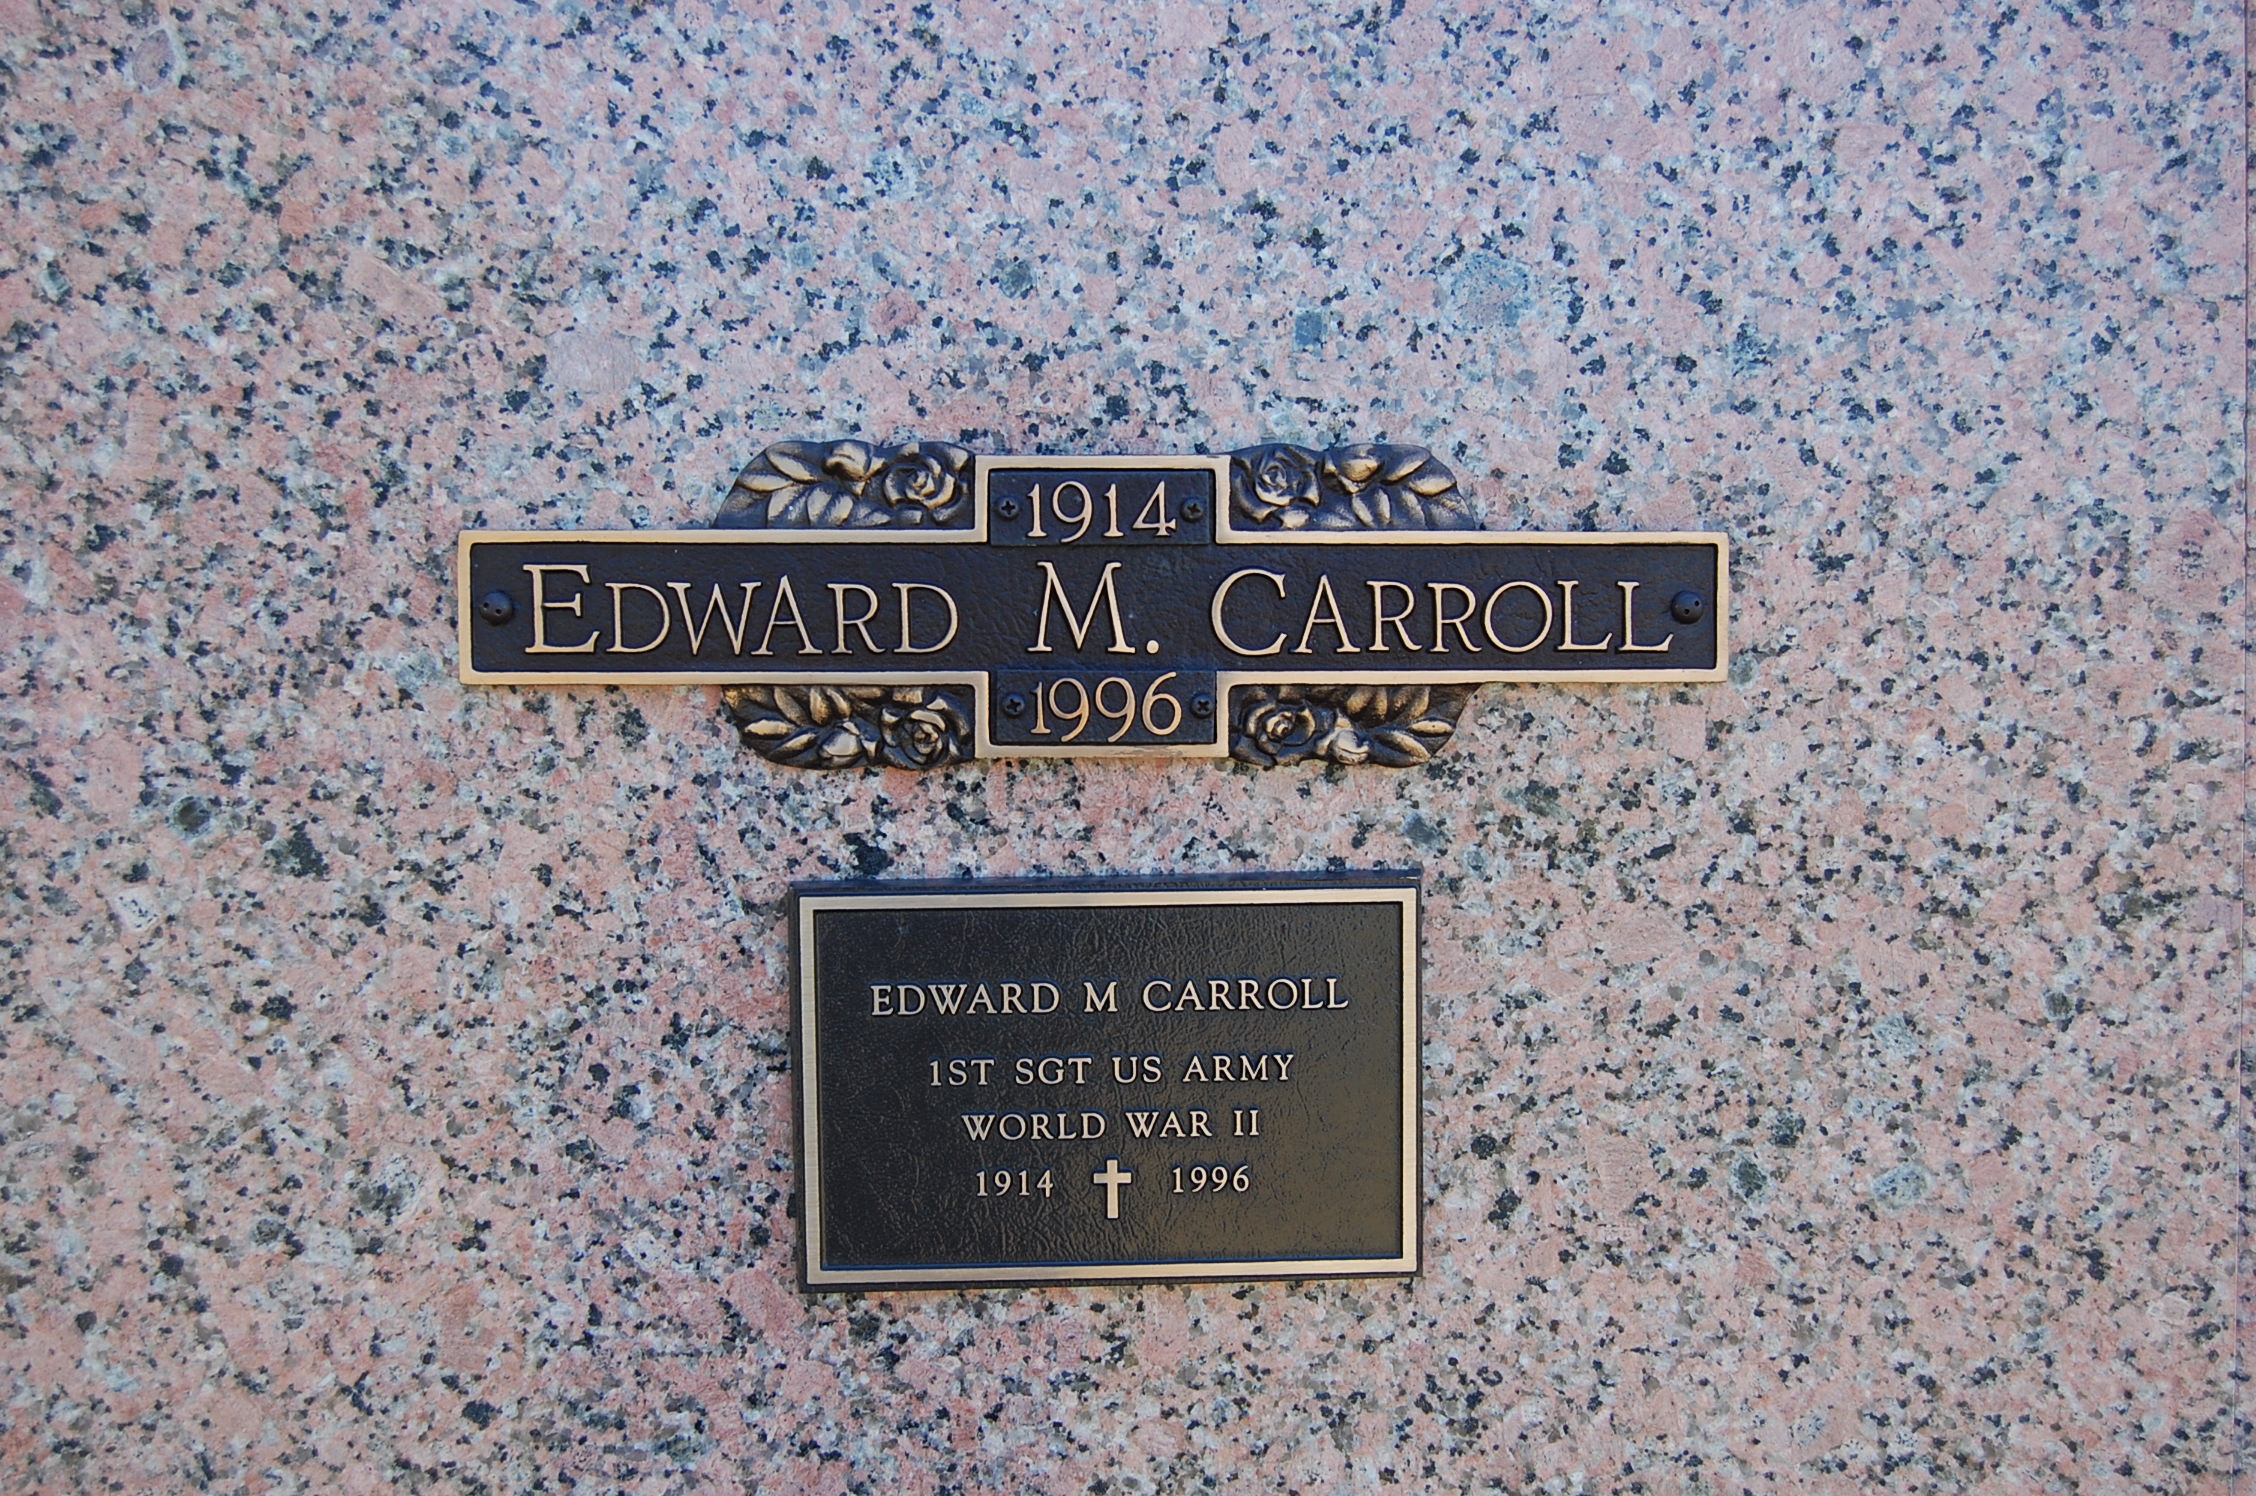 1914
EDWARD M. CARROLL
1996
EDWARD M CARROLL
1ST SGT US ARMY
WORLD WAR II
1914 1996